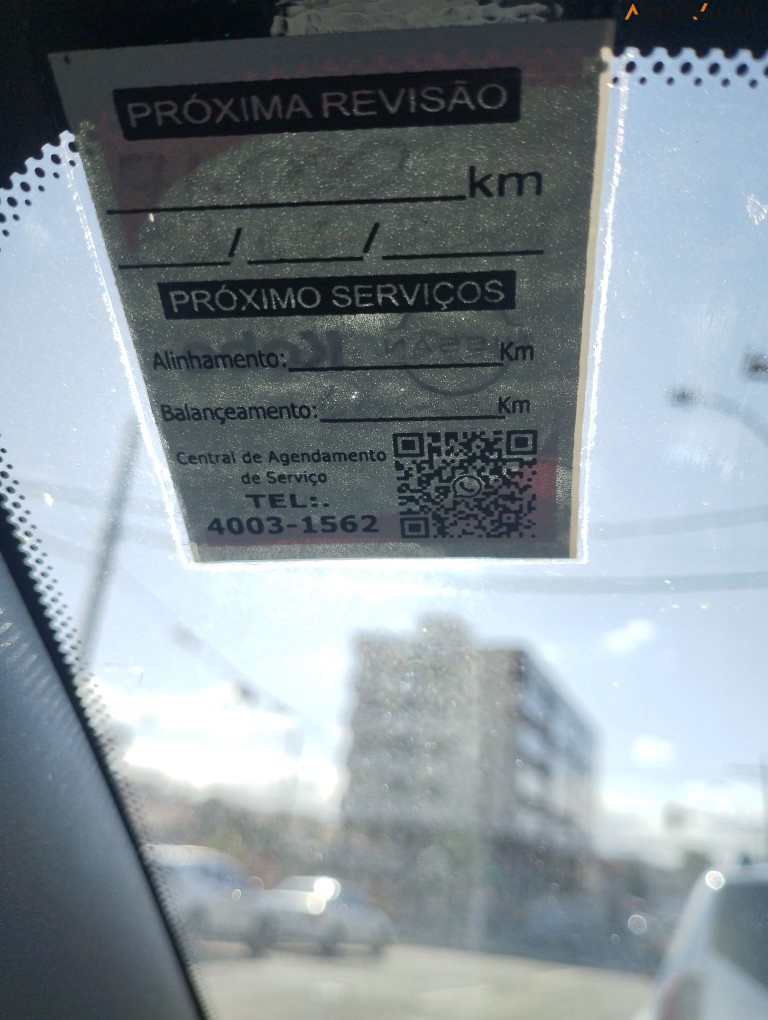 PRÓXIMA REVISÃO
km
/ /
PRÓXIMO SERVIÇOS
Alinhamento: Km
Balançeamento: Km
Central de Agendamento
de Serviço
TEL:.
4003-1562